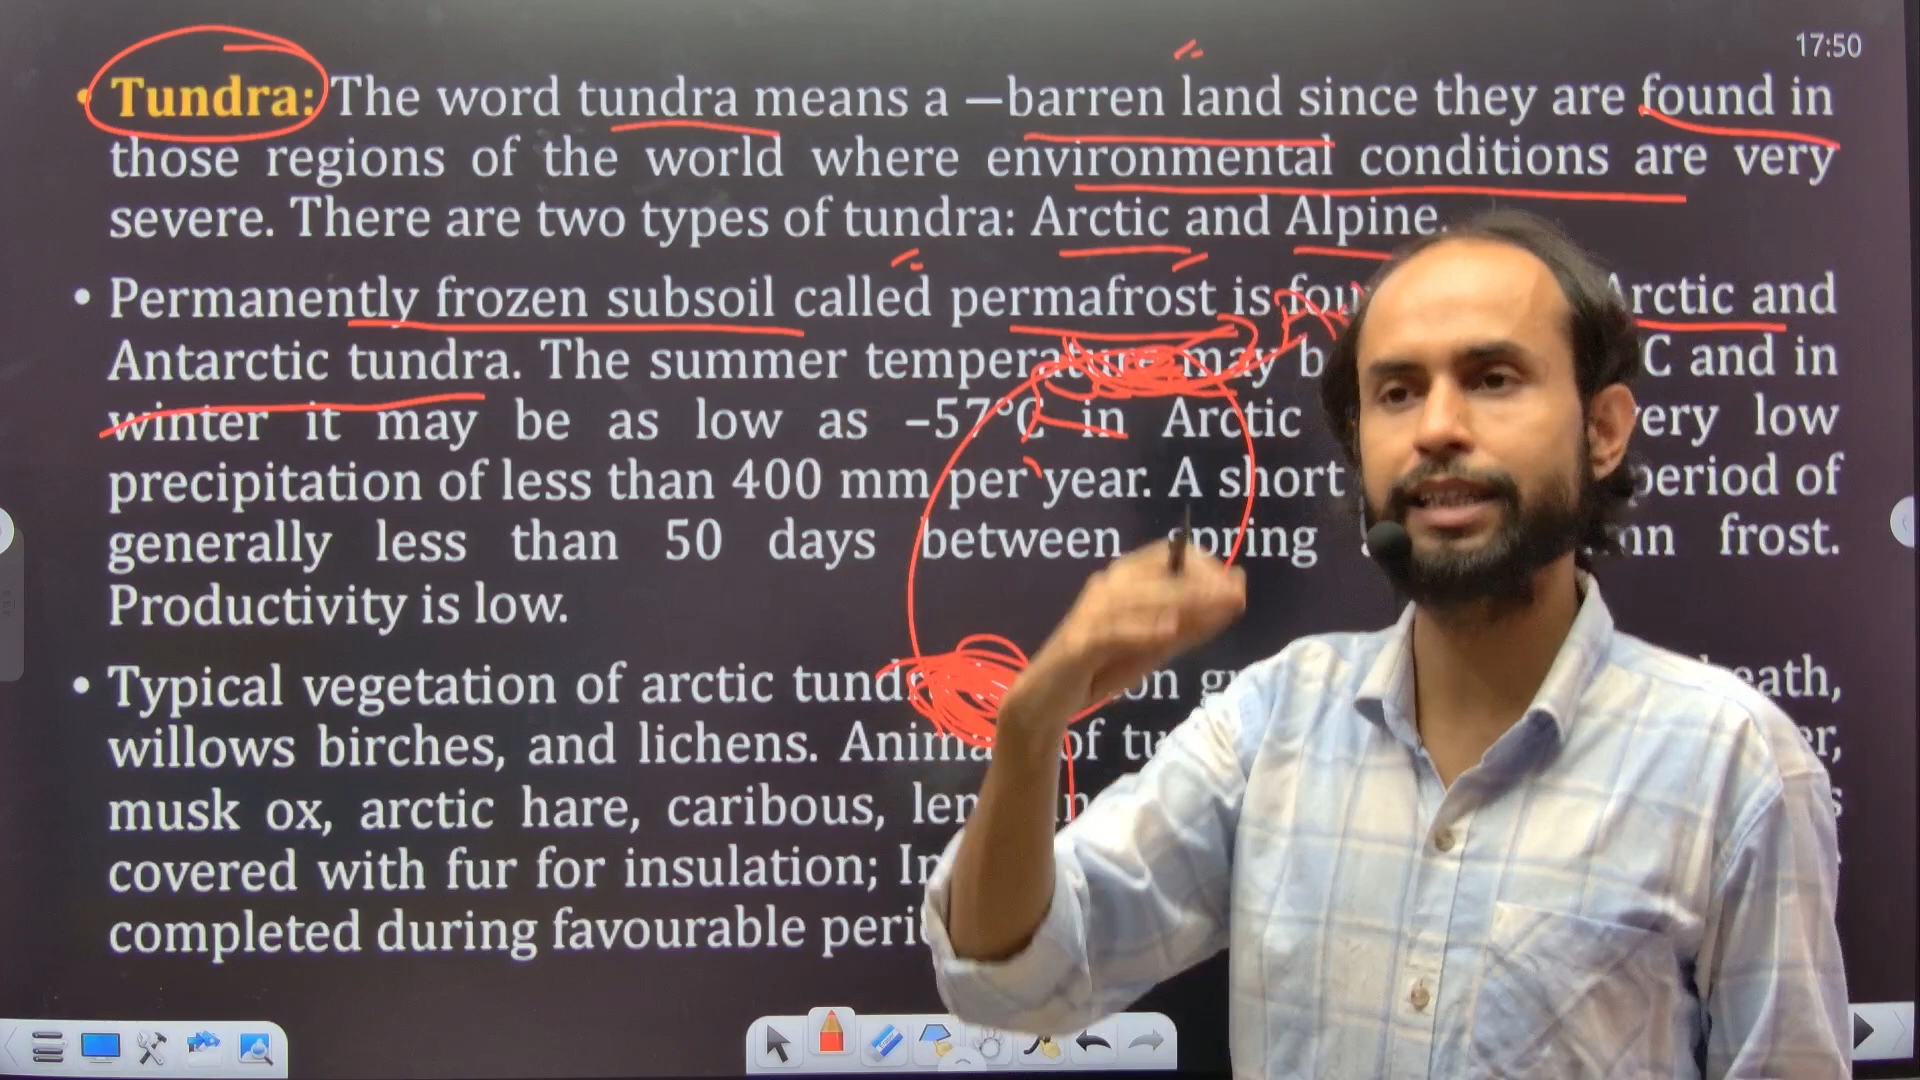 17:50
• Tundra: The word tundra means a —barren land since they are found in
those regions of the world where environmental conditions are very
severe. There are two types of tundra: Arctic and Alpine.
• Permanently frozen subsoil called permafrost is Arctic and
Antarctic tundra. The summer temperature may C and in
winter it may be as low as –57°C in Arctic very low
precipitation of less than 400 mm per year. A short period of
generally less than 50 days between spring frost.
Productivity is low.
• Typical vegetation of arctic
willows birches, and lichens. of
musk ox, arctic hare, caribous,
covered with fur for insulation;
completed during favourable